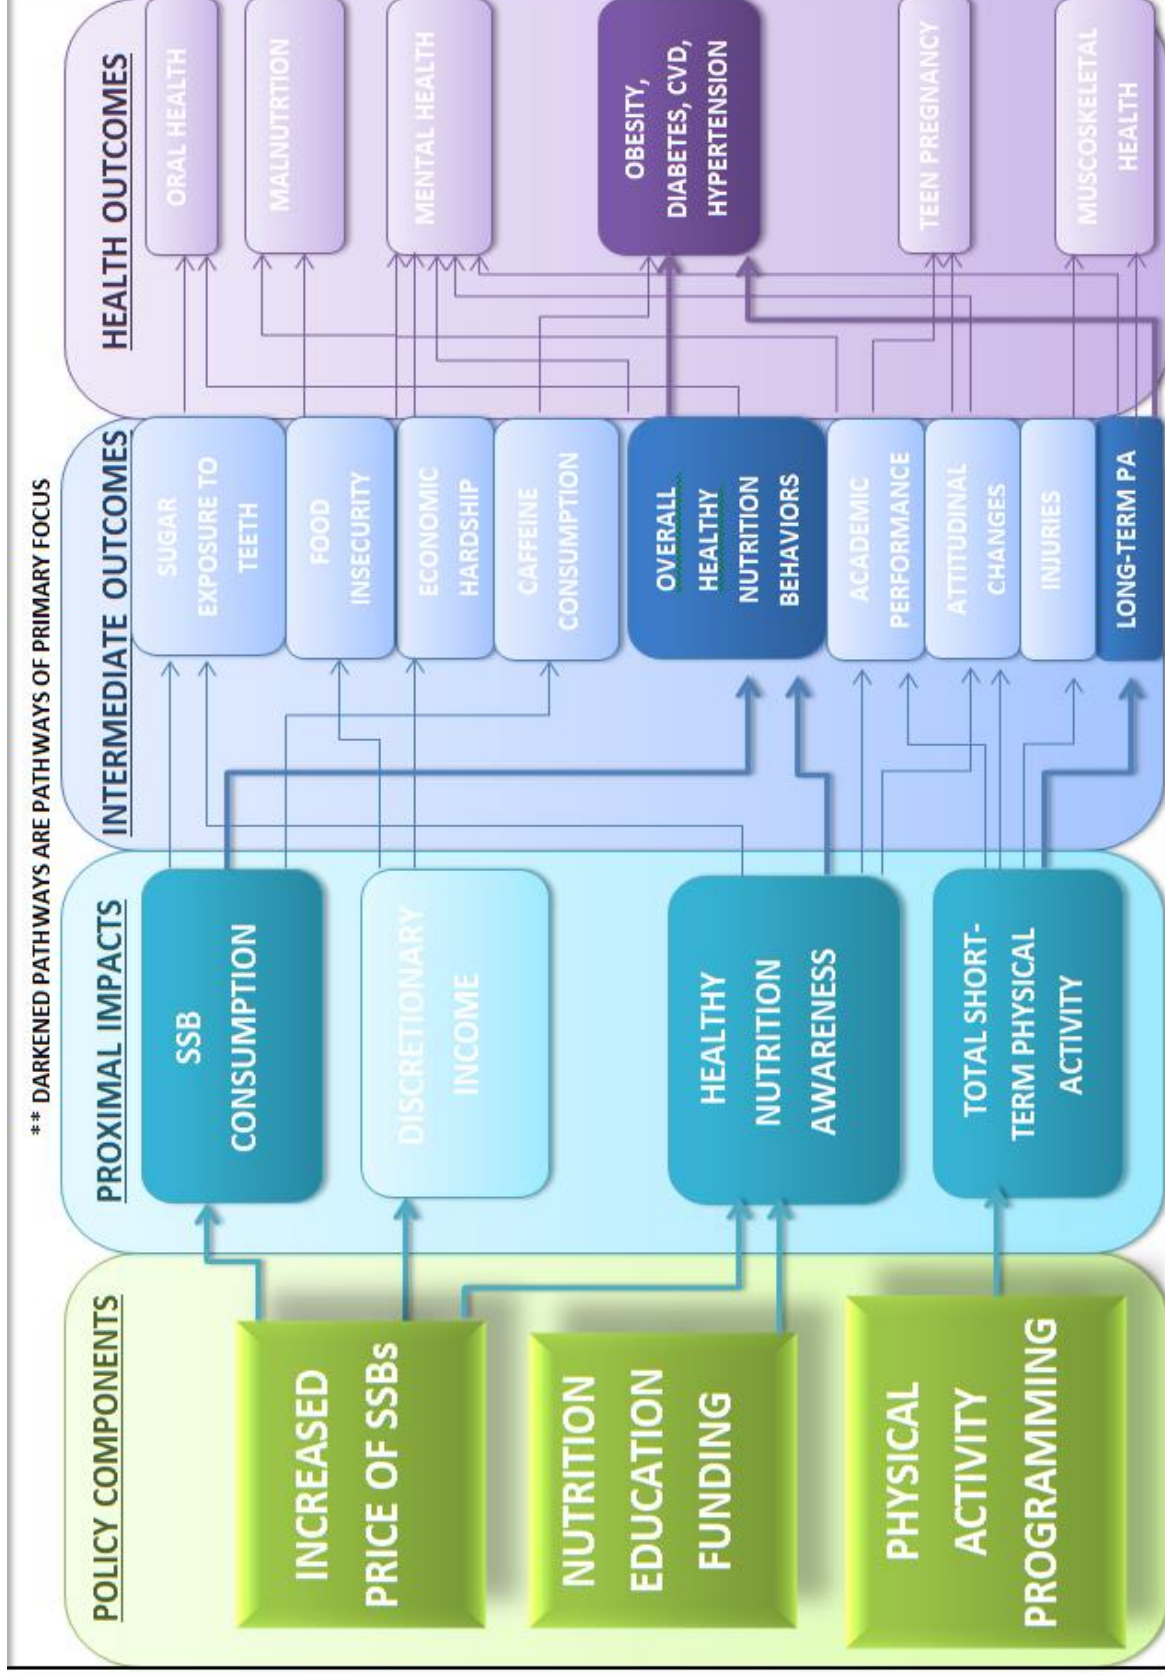 ** DARKENED PATHWAYS ARE PATHWAYS OF PRIMARY FOCUS
POLICY COMPONENTS
INCREASED
PRICE OF SSBs
NUTRITION
EDUCATION
FUNDING
PHYSICAL
ACTIVITY
PROGRAMMING
PROXIMAL IMPACTS
SSB
CONSUMPTION
DISCRETIONARY
INCOME
HEALTHY
NUTRITION
AWARENESS
TOTAL SHORT-
TERM PHYSICAL
ACTIVITY
INTERMEDIATE OUTCOMES
SUGAR
EXPOSURE TO
TEETH
FOOD
INSECURITY
ECONOMIC
HARDSHIP
CAFFEINE
CONSUMPTION
OVERALL
HEALTHY
NUTRITION
BEHAVIORS
ACADEMIC
PERFORMANCE
ATTITUDINAL
CHANGES
INJURIES
LONG-TERM PA
HEALTH OUTCOMES
ORAL HEALTH
MALNUTRTION
MENTAL HEALTH
OBESITY,
DIABETES, CVD,
HYPERTENSION
TEEN PREGNANCY
MUSCOSKELETAL
HEALTH